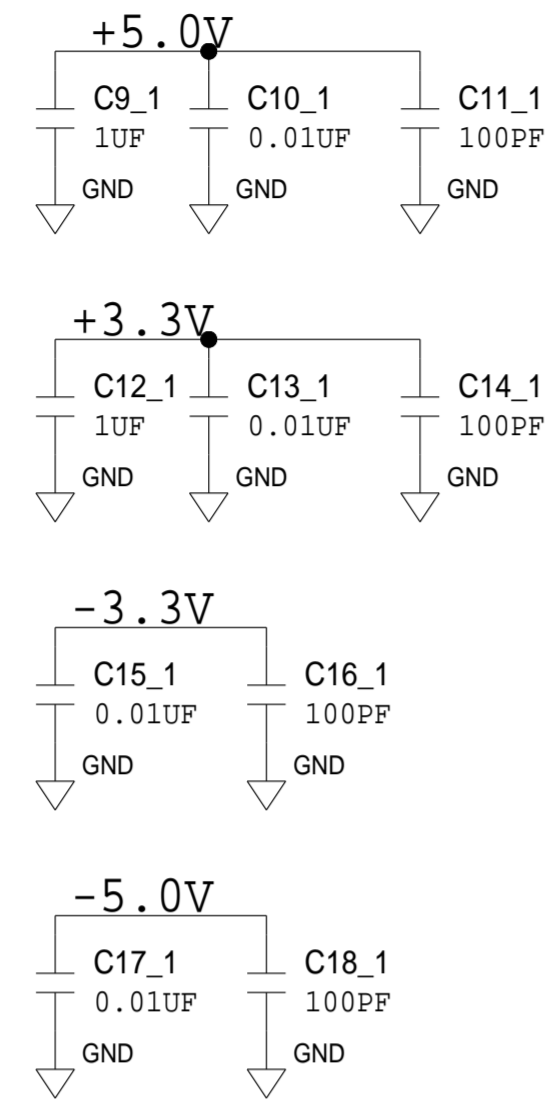 +5.0V
C9_1 C10_1 C11_1
1UF 0.01UF 100PF
GND GND GND
+3.3V
C12_1 C13_1 C14_1
1UF 0.01UF 100PF
GND GND GND
-3.3V
C15_1 C16_1
0.01UF 100PF
GND GND
-5.0V
C17_1 C18_1
0.01UF 100PF
GND GND